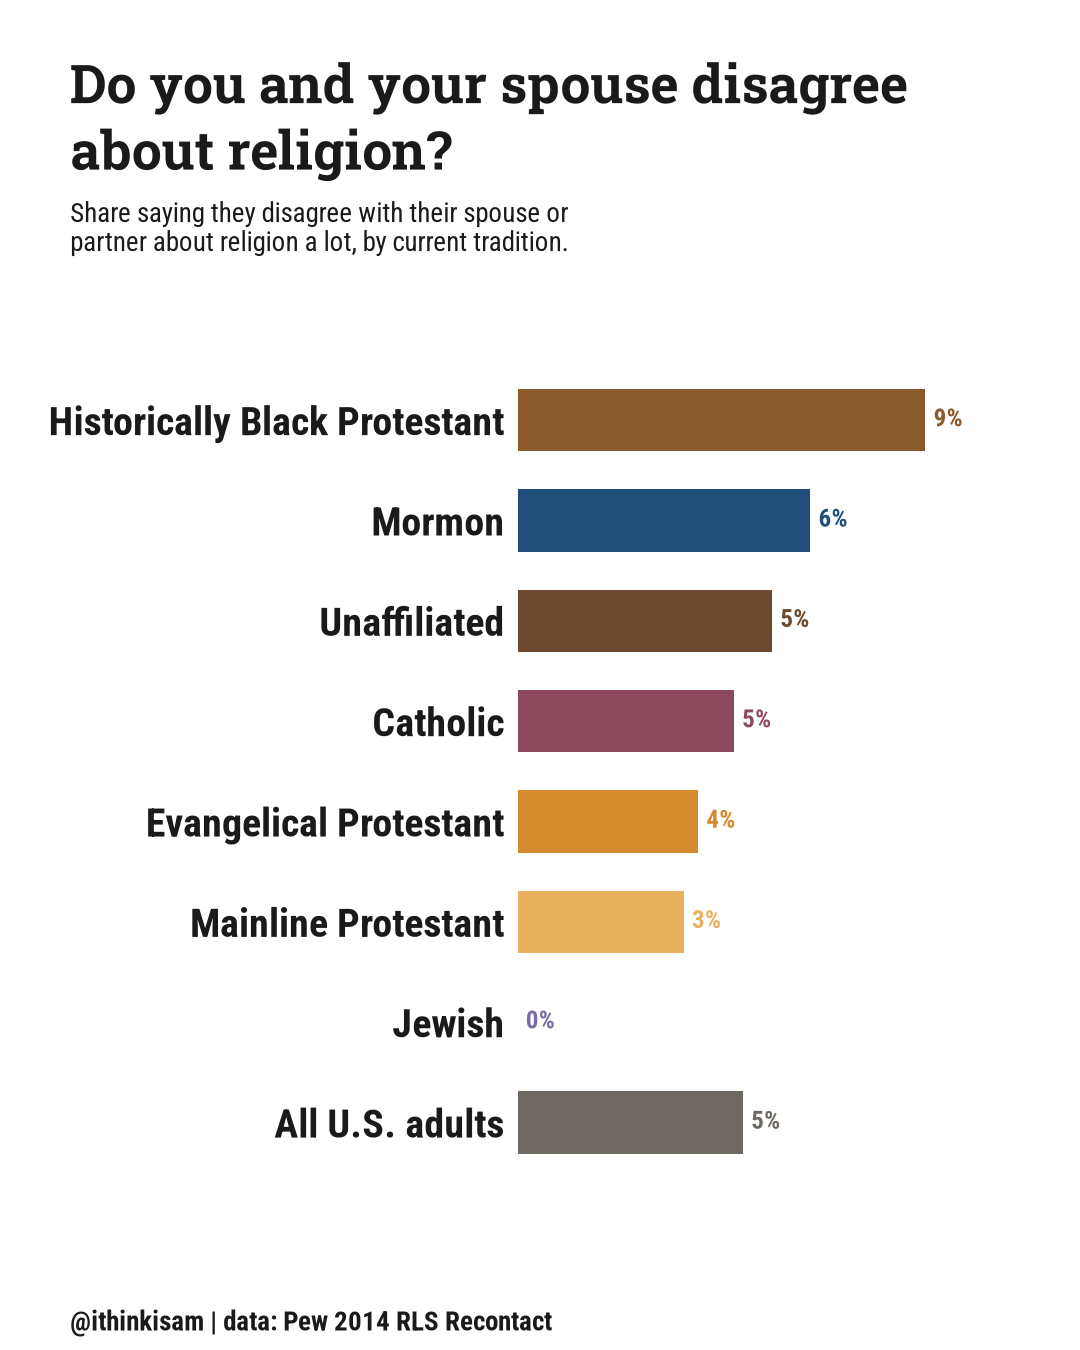 Do you and your spouse disagree
about religion?
Share saying they disagree with their spouse or
partner about religion a lot, by current tradition.
Historically Black Protestant 9%
Mormon 6%
Unaffiliated 5%
Catholic 5%
Evangelical Protestant 4%
Mainline Protestant 3%
Jewish 0%
All U.S. adults 5%
@ithinkisam | data: Pew 2014 RLS Recontact